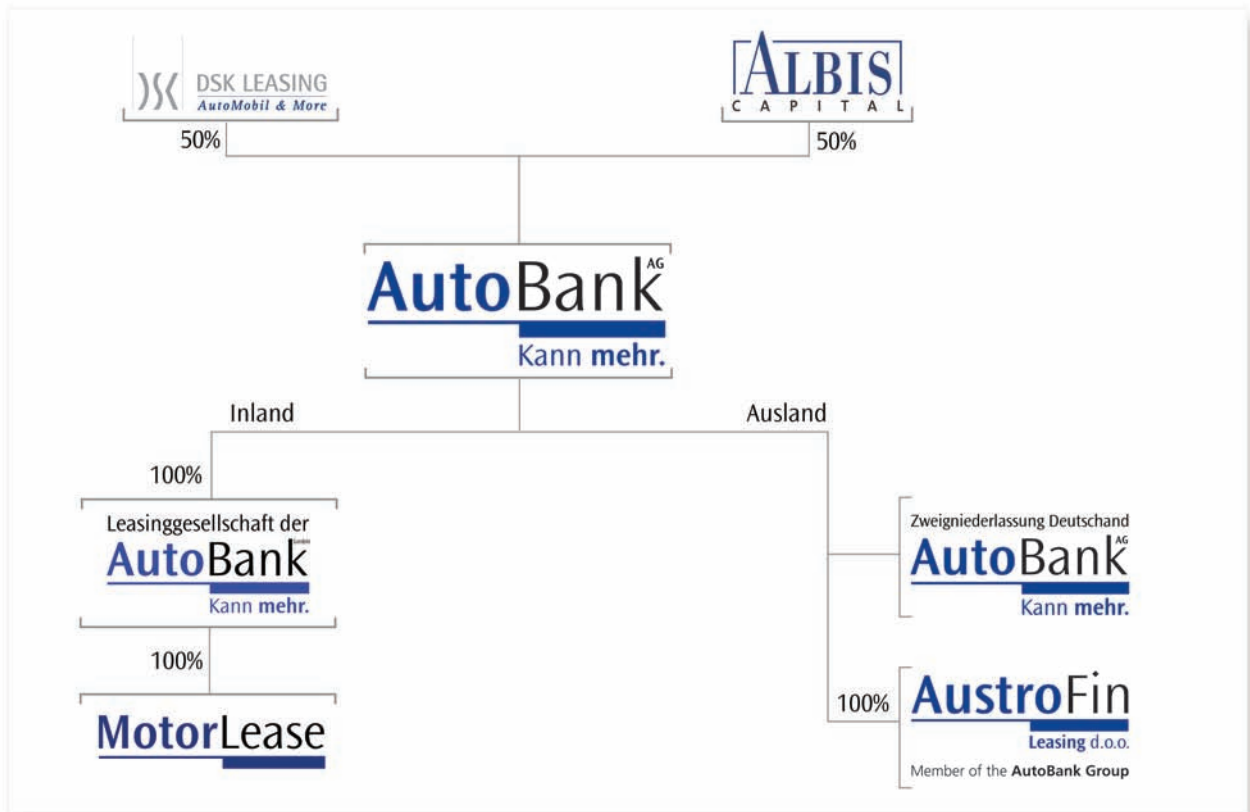 DSK LEASING
AutoMobil & More
ALBIS
CAPITAL
50%
50%
AutoBank AG
Kann mehr.
Inland
Ausland
100%
Leasinggesellschaft der
AutoBank GmbH
Kann mehr.
Zweigniederlassung Deutschand
AutoBank AG
Kann mehr.
100%
MotorLease
100%
AustroFin
Leasing d.o.o.
Member of the AutoBank Group